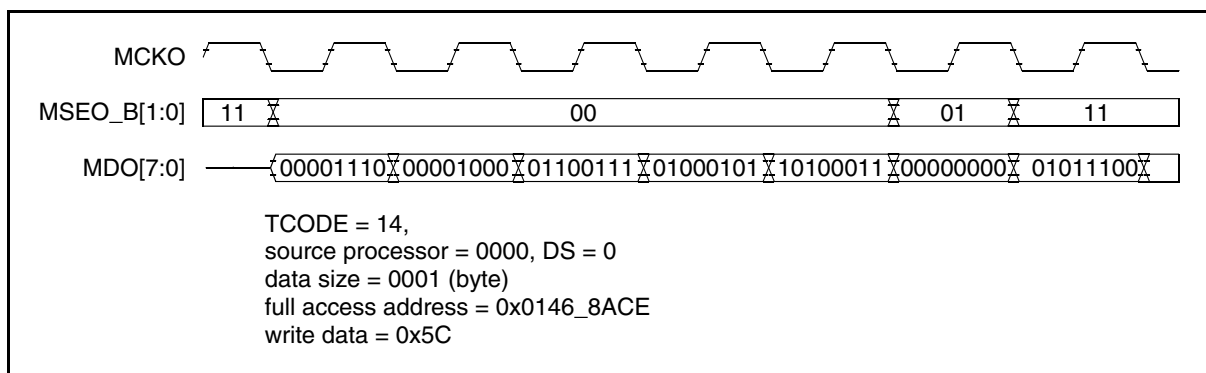 MCKO
MSEO_B[1:0] 11 00 01 11
MDO[7:0] 00001110 00001000 01100111 01000101 10100011 00000000 01011100
TCODE = 14,
source processor = 0000, DS = 0
data size = 0001 (byte)
full access address = 0x0146_8ACE
write data = 0x5C